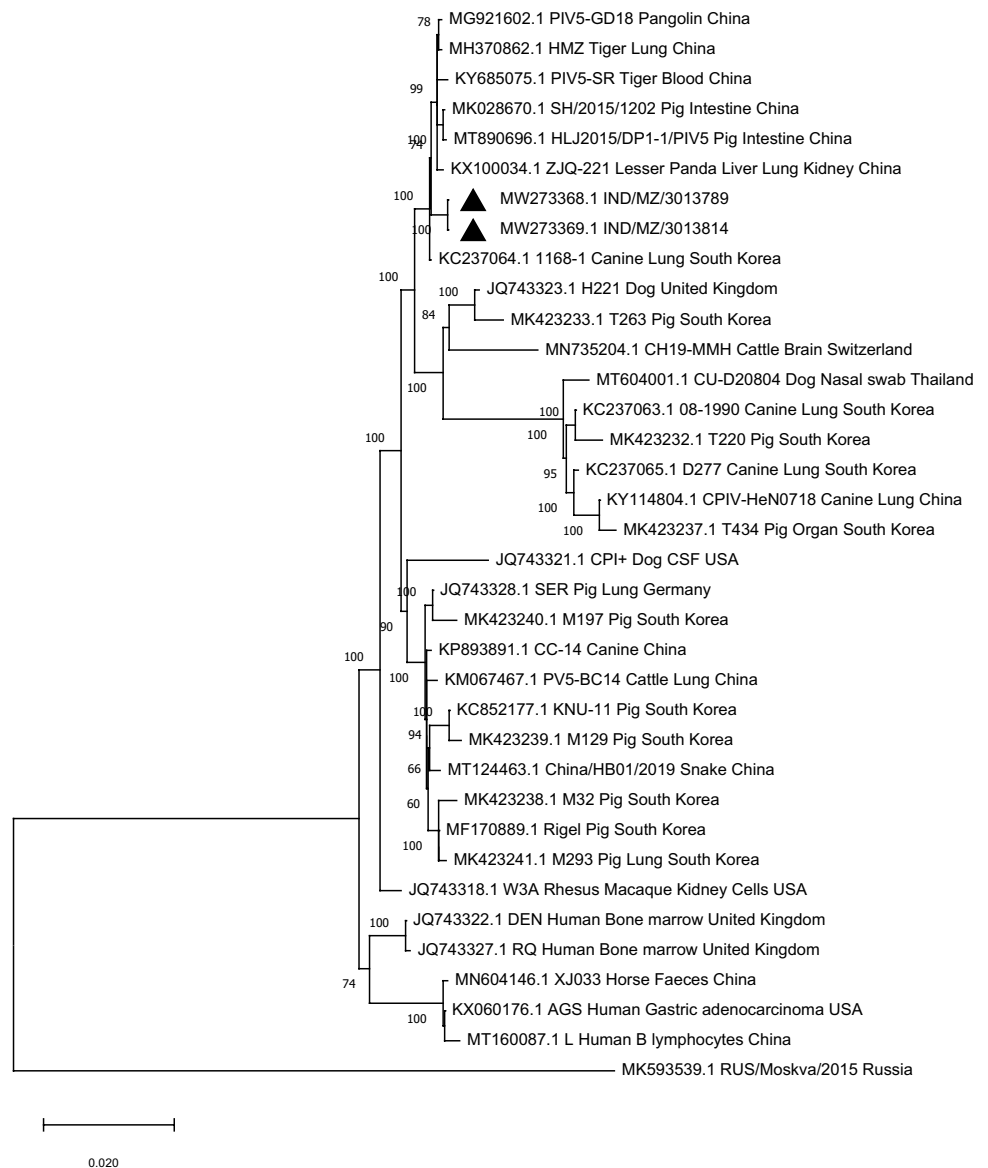 78
MG921602.1 PIV5-GD18 Pangolin China
MH370862.1 HMZ Tiger Lung China
KY685075.1 PIV5-SR Tiger Blood China
99
MK028670.1 SH/2015/1202 Pig Intestine China
MT890696.1 HLJ2015/DP1-1/PIV5 Pig Intestine China
100
74
KX100034.1 ZJQ-221 Lesser Panda Liver Lung Kidney China
100
MW273368.1 IND/MZ/3013789
MW273369.1 IND/MZ/3013814
100
KC237064.1 1168-1 Canine Lung South Korea
100
JQ743323.1 H221 Dog United Kingdom
100
84
MK423233.1 T263 Pig South Korea
MN735204.1 CH19-MMH Cattle Brain Switzerland
MT604001.1 CU-D20804 Dog Nasal swab Thailand
100
KC237063.1 08-1990 Canine Lung South Korea
100
100
100
MK423232.1 T220 Pig South Korea
KC237065.1 D277 Canine Lung South Korea
95
KY114804.1 CPIV-HeN0718 Canine Lung China
100
MK423237.1 T434 Pig Organ South Korea
100
JQ743321.1 CPI+ Dog CSF USA
JQ743328.1 SER Pig Lung Germany
100
MK423240.1 M197 Pig South Korea
90
KP893891.1 CC-14 Canine China
100
KM067467.1 PV5-BC14 Cattle Lung China
100
KC852177.1 KNU-11 Pig South Korea
100
MK423239.1 M129 Pig South Korea
94
MT124463.1 China/HB01/2019 Snake China
66
MK423238.1 M32 Pig South Korea
60
MF170889.1 Rigel Pig South Korea
100
MK423241.1 M293 Pig Lung South Korea
JQ743318.1 W3A Rhesus Macaque Kidney Cells USA
JQ743322.1 DEN Human Bone marrow United Kingdom
100
JQ743327.1 RQ Human Bone marrow United Kingdom
74
MN604146.1 XJ033 Horse Faeces China
KX060176.1 AGS Human Gastric adenocarcinoma USA
100
MT160087.1 L Human B lymphocytes China
MK593539.1 RUS/Moskva/2015 Russia
0.020